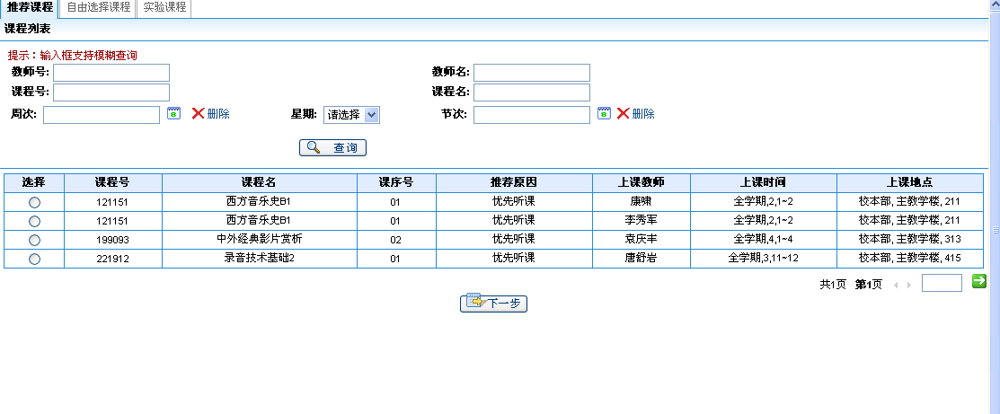 推荐课程 自由选择课程 实验课程
课程列表
提示：输入框支持模糊查询
教师号: 教师名:
课程号: 课程名:
周次: 8 删除 星期: 请选择 节次: 8 删除
查询
选择 课程号 课程名 课序号 推荐原因 上课教师 上课时间 上课地点
121151 西方音乐史B1 01 优先听课 康啸 全学期,2,1~2 校本部, 主教学楼, 211
121151 西方音乐史B1 01 优先听课 李秀军 全学期,2,1~2 校本部, 主教学楼, 211
199093 中外经典影片赏析 02 优先听课 袁庆丰 全学期,4,1~4 校本部, 主教学楼, 313
221912 录音技术基础2 01 优先听课 唐舒岩 全学期,3,11~12 校本部, 主教学楼, 415
共1页 第1页
下一步